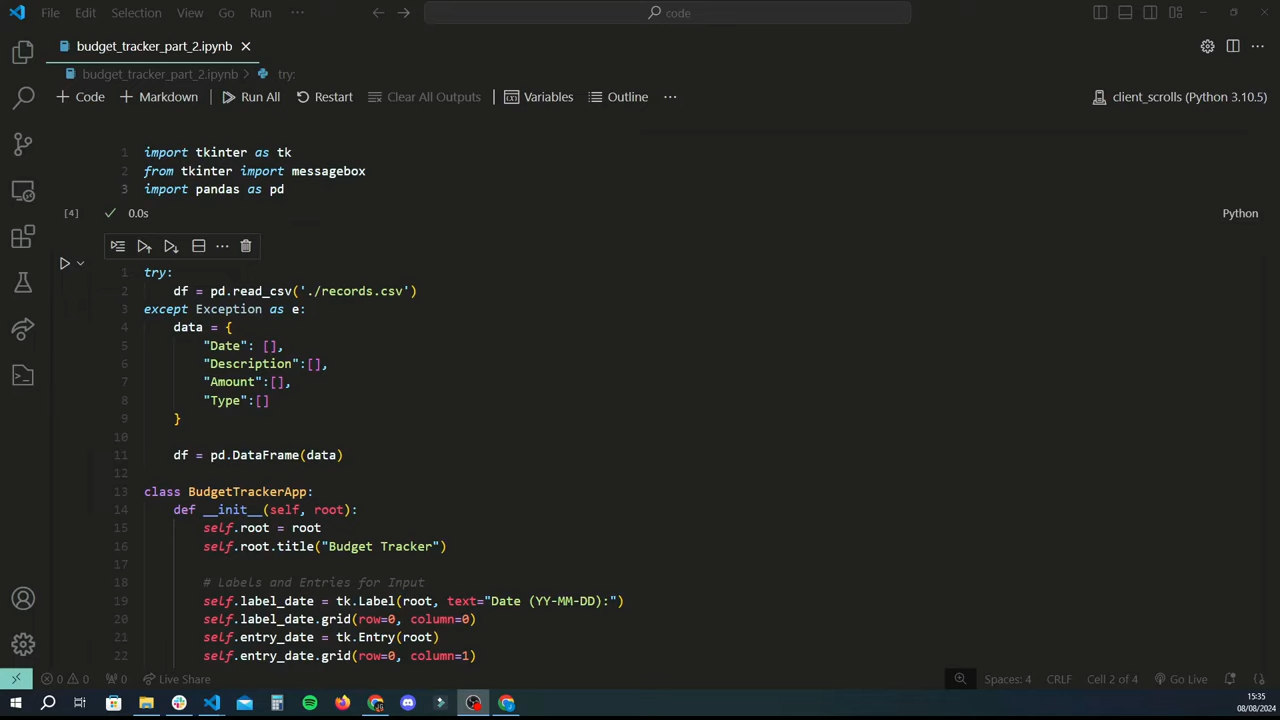 File Edit Selection View Go Run ··· code
budget_tracker_part_2.ipynb
budget_tracker_part_2.ipynb > try:
+ Code + Markdown Run All Restart Clear All Outputs Variables Outline ··· client_scrolls (Python 3.10.5)
1 import tkinter as tk
2 from tkinter import messagebox
3 import pandas as pd
[4] 0.0s Python
1 try:
2 df = pd.read_csv('./records.csv')
3 except Exception as e:
4 data = {
5 "Date": [],
6 "Description":[],
7 "Amount":[],
8 "Type":[]
9 }
10
11 df = pd.DataFrame(data)
12
13 class BudgetTrackerApp:
14 def __init__(self, root):
15 self.root = root
16 self.root.title("Budget Tracker")
17
18 # Labels and Entries for Input
19 self.label_date = tk.Label(root, text="Date (YY-MM-DD):")
20 self.label_date.grid(row=0, column=0)
21 self.entry_date = tk.Entry(root)
22 self.entry_date.grid(row=0, column=1)
0 0 0 Live Share Spaces: 4 CRLF Cell 2 of 4 Go Live
15:35
08/08/2024